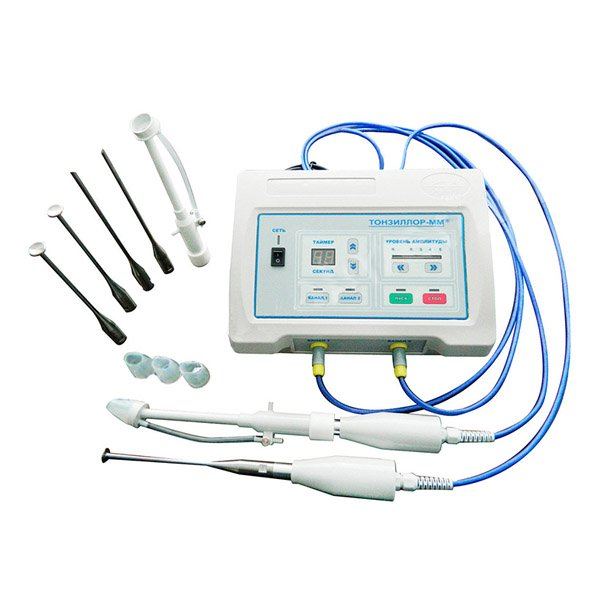 ТОНЗИЛЛОР-ММ®
СЕТЬ
ТАЙМЕР
СЕКУНД
УРОВЕНЬ АМПЛИТУДЫ
КАНАЛ 1
КАНАЛ 2
ПУСК
СТОП